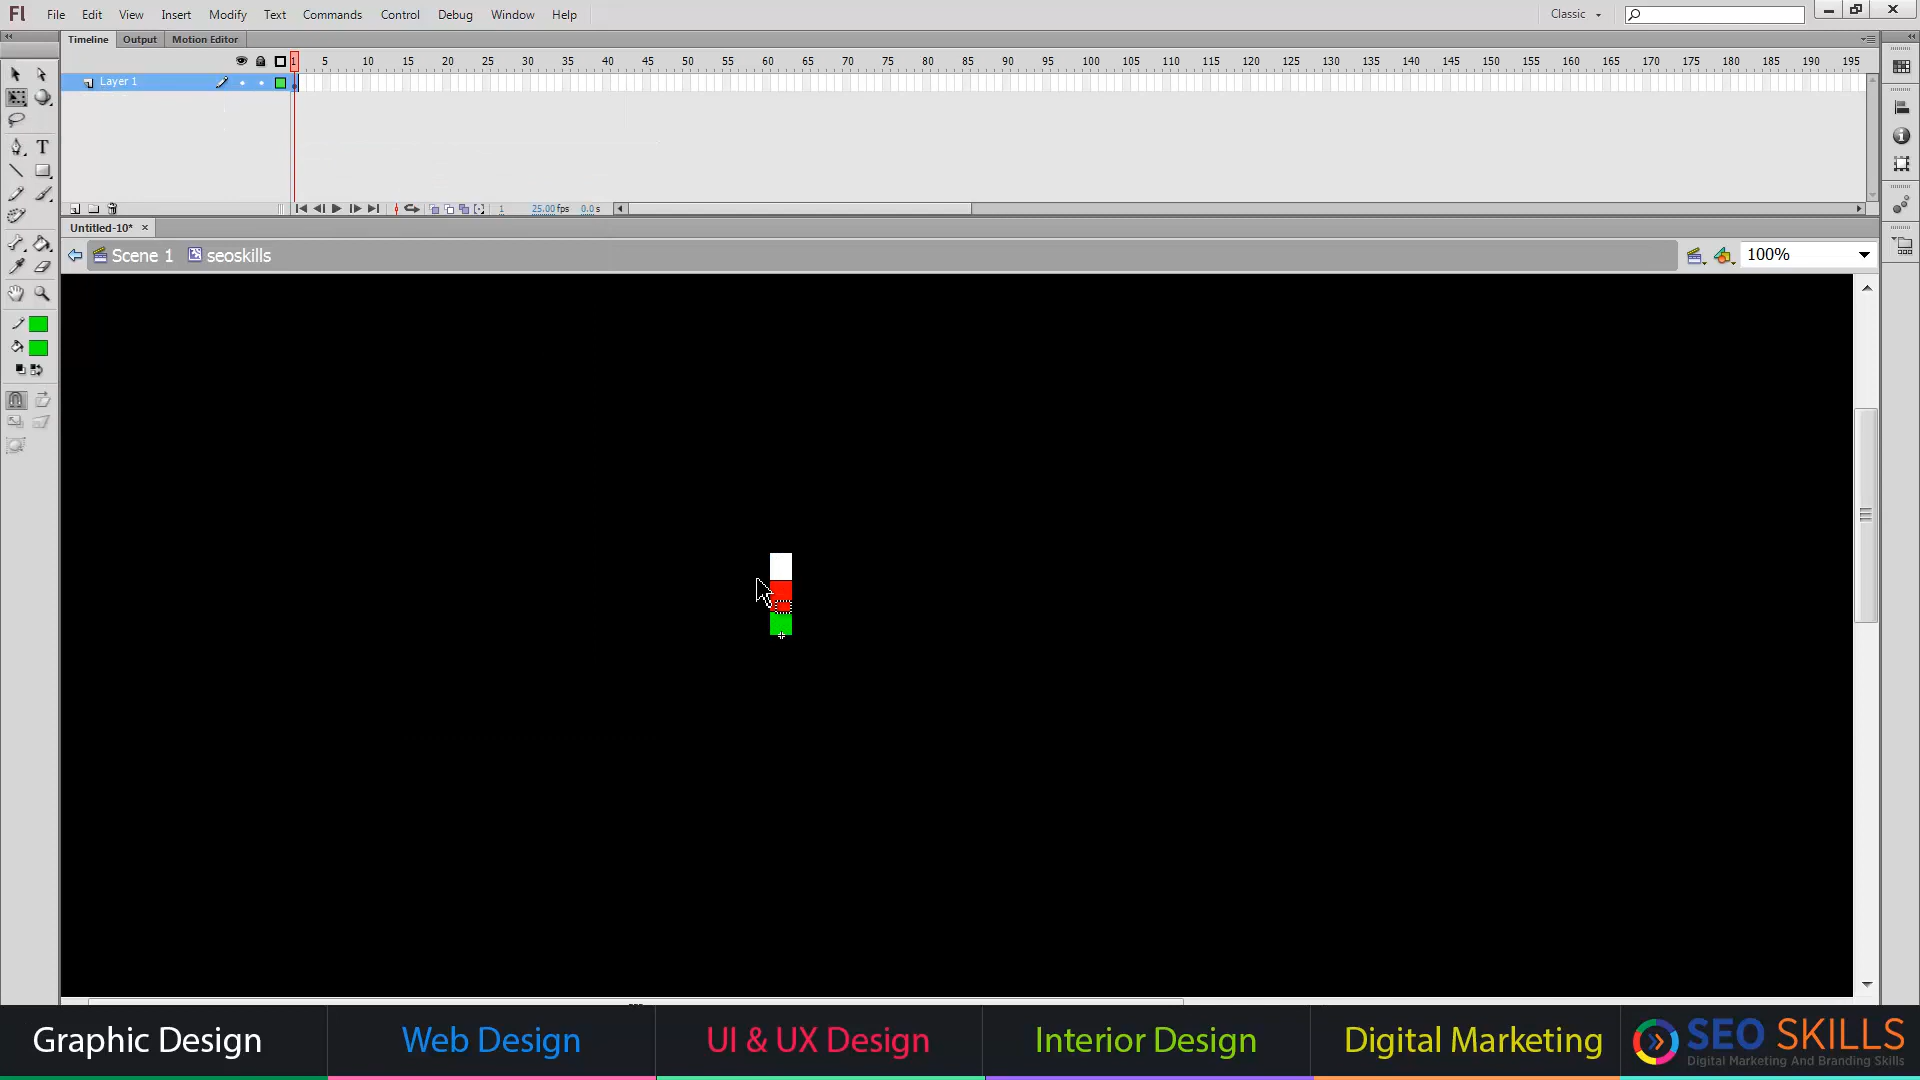 Fl File Edit View Insert Modify Text Commands Control Debug Window Help Classic
Timeline Output Motion Editor
1 5 10 15 20 25 30 35 40 45 50 55 60 65 70 75 80 85 90 95 100 105 110 115 120 125 130 135 140 145 150 155 160 165 170 175 180 185 190 195
Layer 1
1 25.00 fps 0.0 s
Untitled-10*
Scene 1 seoskills 100%
Graphic Design Web Design UI & UX Design Interior Design Digital Marketing SEO SKILLS
Digital Marketing And Branding Skills